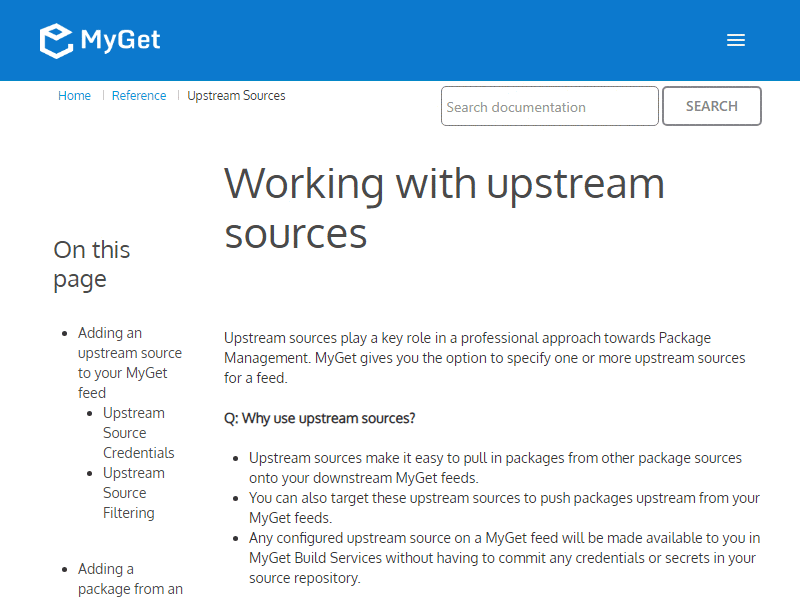 MyGet
Home
Reference
Upstream Sources
Search documentation
SEARCH
Working with upstream
sources
On this
page
Adding an
upstream source
to your MyGet
feed
Upstream
Source
Credentials
Upstream
Source
Filtering
Adding a
package from an
Upstream sources play a key role in a professional approach towards Package
Management. MyGet gives you the option to specify one or more upstream sources
for a feed.
Q: Why use upstream sources?
Upstream sources make it easy to pull in packages from other package sources
onto your downstream MyGet feeds.
You can also target these upstream sources to push packages upstream from your
MyGet feeds.
Any configured upstream source on a MyGet feed will be made available to you in
MyGet Build Services without having to commit any credentials or secrets in your
source repository.